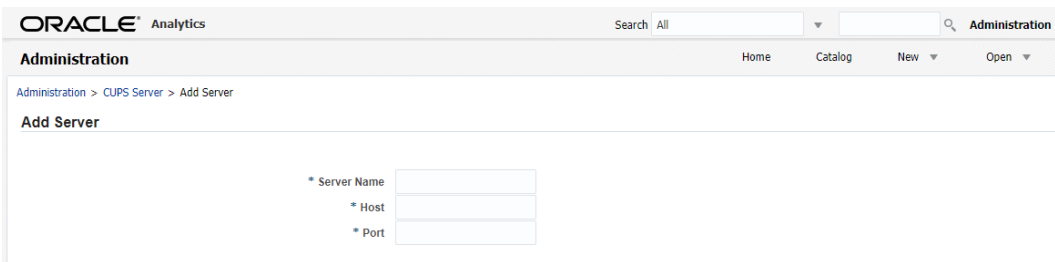 ORACLE Analytics Search All Administration
Administration Home Catalog New Open
Administration > CUPS Server > Add Server
Add Server
* Server Name
* Host
* Port